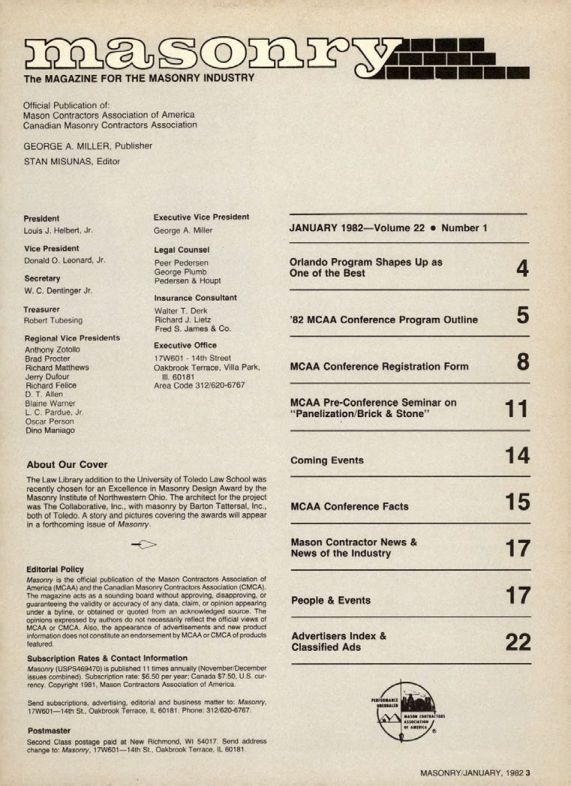 masonry
The MAGAZINE FOR THE MASONRY INDUSTRY
Official Publication of:
Mason Contractors Association of America
Canadian Masonry Contractors Association
GEORGE A. MILLER, Publisher
STAN MISUNAS, Editor
President
Louis J. Helbert, Jr.
Vice President
Donald O. Leonard, Jr.
Secretary
W. C. Dentinger Jr.
Treasurer
Robert Tubesing
Regional Vice Presidents
Anthony Zotollo
Brad Procter
Richard Matthews
Jerry Dufour
Richard Felice
D. T. Allen
Blaine Warner
L. C. Pardue, Jr.
Oscar Person
Dino Maniago
Executive Vice President
George A. Miller
Legal Counsel
Peer Pedersen
George Plumb
Pedersen & Houpt
Insurance Consultant
Walter T. Derk
Richard J. Lietz
Fred S. James & Co.
Executive Office
17W601 - 14th Street
Oakbrook Terrace, Villa Park,
Ill. 60181
Area Code 312/620-6767
About Our Cover
The Law Library addition to the University of Toledo Law School was
recently chosen for an Excellence in Masonry Design Award by the
Masonry Institute of Northwestern Ohio. The architect for the project
was The Collaborative, Inc., with masonry by Barton Tattersal, Inc.,
both of Toledo. A story and pictures covering the awards will appear
in a forthcoming issue of Masonry.
Editorial Policy
Masonry is the official publication of the Mason Contractors Association of
America (MCAA) and the Canadian Masonry Contractors Association (CMCA).
The magazine acts as a sounding board without approving, disapproving, or
guaranteeing the validity or accuracy of any data, claim, or opinion appearing
under a byline, or obtained or quoted from an acknowledged source. The
opinions expressed by authors do not necessarily reflect the official views of
MCAA or CMCA. Also, the appearance of advertisements and new product
information does not constitute an endorsement by MCAA or CMCA of products
featured.
Subscription Rates & Contact Information
Masonry (USPS469470) is published 11 times annually (November/December
issues combined). Subscription rate: $6.50 per year; Canada $7.50, U.S. cur-
rency. Copyright 1981, Mason Contractors Association of America.
Send subscriptions, advertising, editorial and business matter to: Masonry,
17W601—14th St., Oakbrook Terrace, IL 60181. Phone: 312/620-6767.
Postmaster
Second Class postage paid at New Richmond, WI 54017. Send address
change to: Masonry, 17W601—14th St., Oakbrook Terrace, IL 60181.
JANUARY 1982—Volume 22 • Number 1
Orlando Program Shapes Up as
One of the Best 4
'82 MCAA Conference Program Outline 5
MCAA Conference Registration Form 8
MCAA Pre-Conference Seminar on
"Panelization/Brick & Stone" 11
Coming Events 14
MCAA Conference Facts 15
Mason Contractor News &
News of the Industry 17
People & Events 17
Advertisers Index &
Classified Ads 22
MASON CONTRACTORS
ASSOCIATION
OF AMERICA
®
MASONRY/JANUARY, 1982 3